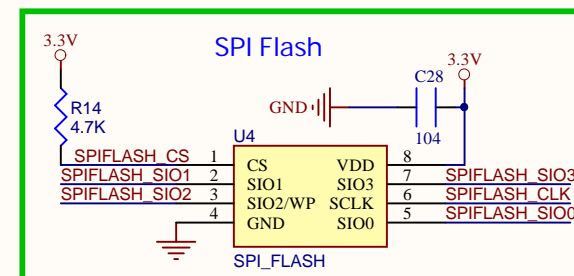 SPI Flash
3.3V
3.3V
C28
GND
R14
4.7K
104
U4
SPIFLASH_CS 1 CS VDD 8
SPIFLASH_SIO1 2 SIO1 SIO3 7 SPIFLASH_SIO3
SPIFLASH_SIO2 3 SIO2/WP SCLK 6 SPIFLASH_CLK
4 GND SIO0 5 SPIFLASH_SIO0
SPI_FLASH